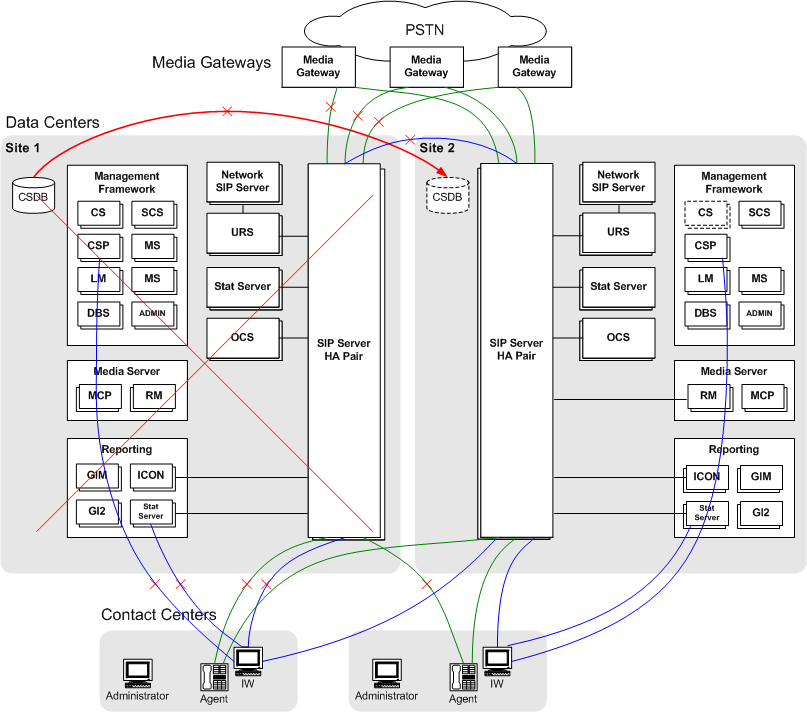 PSTN
Media Gateways
Media
Gateway
Media
Gateway
Media
Gateway
Data Centers
Site 1
CSDB
Management
Framework
CS
SCS
CSP
MS
LM
MS
DBS
ADMIN
Network
SIP Server
URS
Stat Server
OCS
SIP Server
HA Pair
Media Server
MCP
RM
Reporting
GIM
ICON
GI2
Stat
Server
Site 2
CSDB
SIP Server
HA Pair
Network
SIP Server
URS
Stat Server
OCS
Management
Framework
CS
SCS
CSP
LM
MS
DBS
ADMIN
Media Server
RM
MCP
Reporting
ICON
GIM
Stat
Server
GI2
Contact Centers
Administrator
Agent
IW
Administrator
Agent
IW